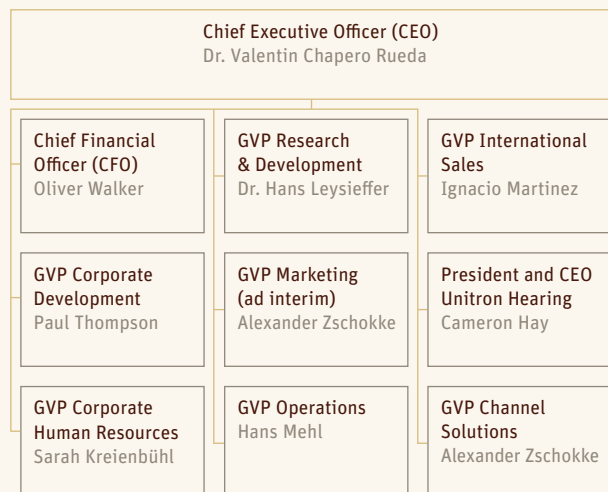 Chief Executive Officer (CEO)
Dr. Valentin Chapero Rueda
Chief Financial
Officer (CFO)
Oliver Walker
GVP Research
& Development
Dr. Hans Leysieffer
GVP International
Sales
Ignacio Martinez
GVP Corporate
Development
Paul Thompson
GVP Marketing
(ad interim)
Alexander Zschokke
President and CEO
Unitron Hearing
Cameron Hay
GVP Corporate
Human Resources
Sarah Kreienbühl
GVP Operations
Hans Mehl
GVP Channel
Solutions
Alexander Zschokke